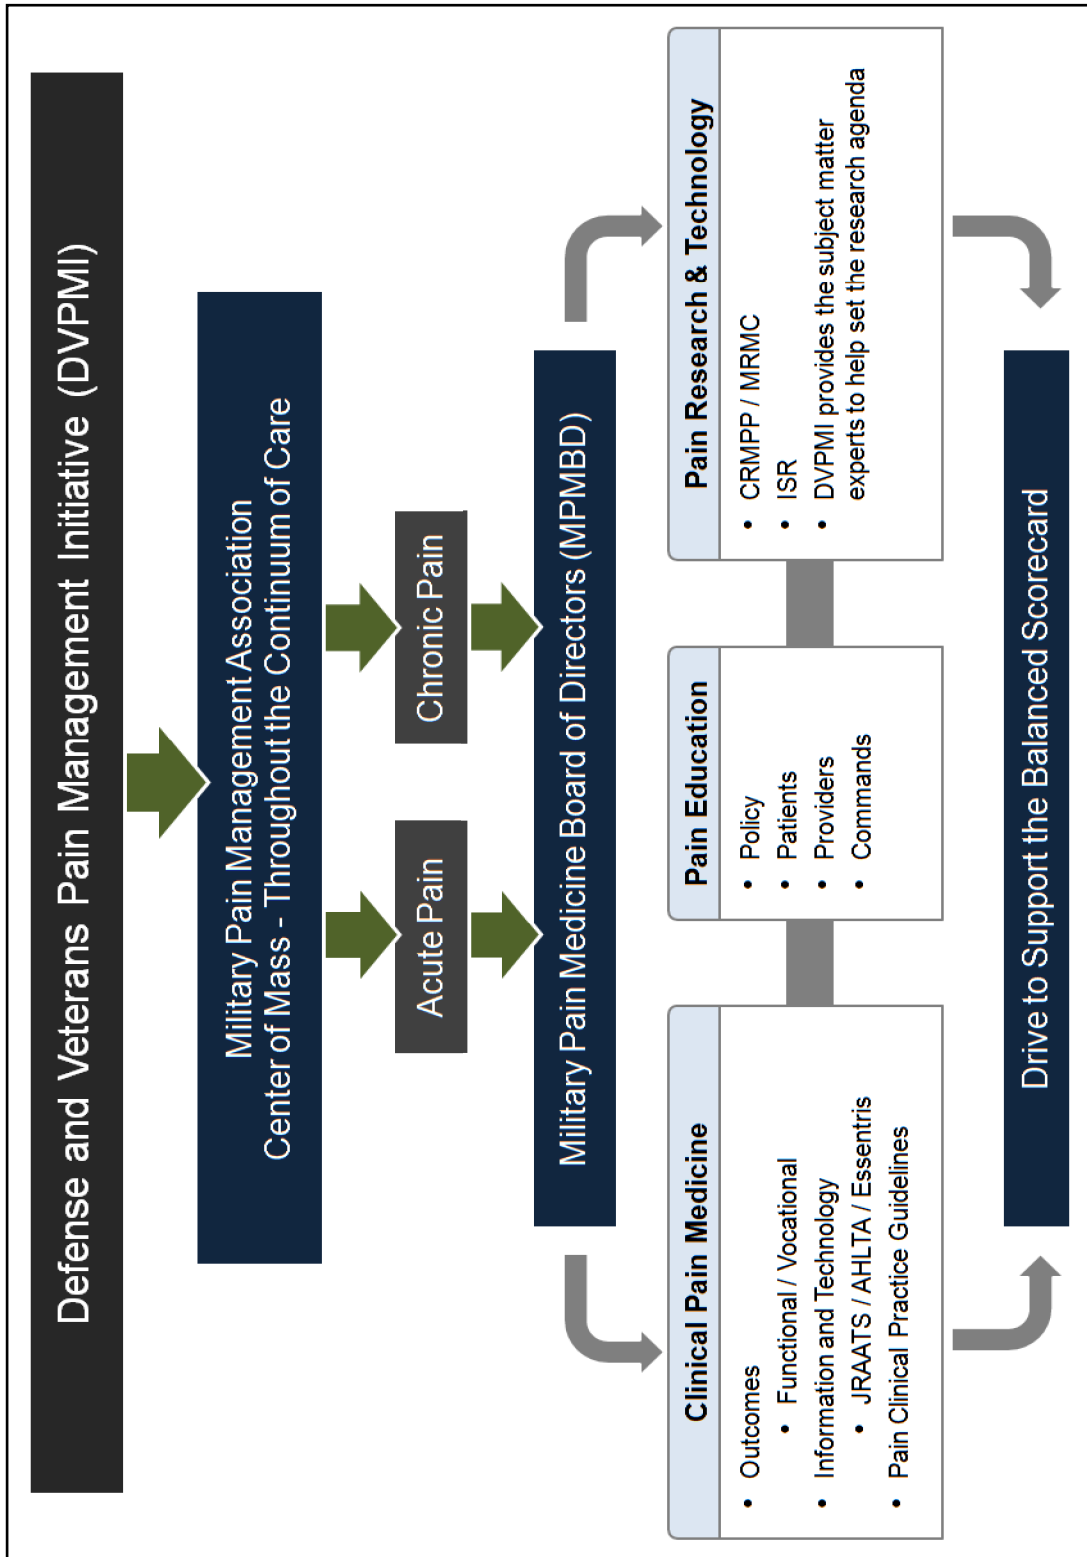 Defense and Veterans Pain Management Initiative (DVPMI)
Military Pain Management Association
Center of Mass - Throughout the Continuum of Care
Acute Pain
Chronic Pain
Military Pain Medicine Board of Directors (MPMBD)
Clinical Pain Medicine
• Outcomes
• Functional / Vocational
• Information and Technology
• JRAATS / AHLTA / Essentris
• Pain Clinical Practice Guidelines
Pain Education
• Policy
• Patients
• Providers
• Commands
Pain Research & Technology
• CRMPP / MRMC
• ISR
• DVPMI provides the subject matter
experts to help set the research agenda
Drive to Support the Balanced Scorecard